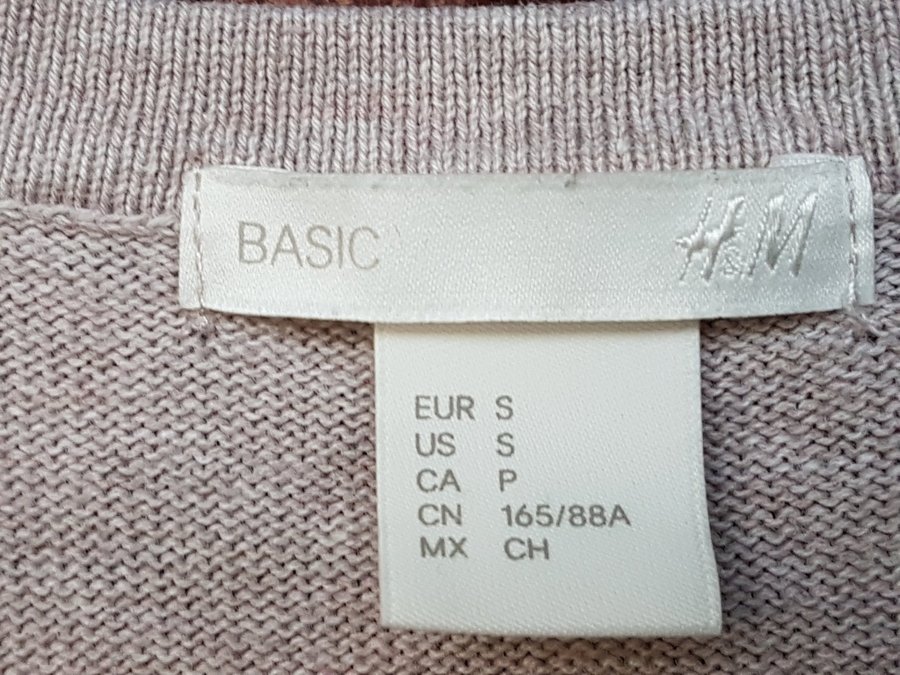 BASIC H&M
EUR S
US S
CA P
CN 165/88A
MX CH